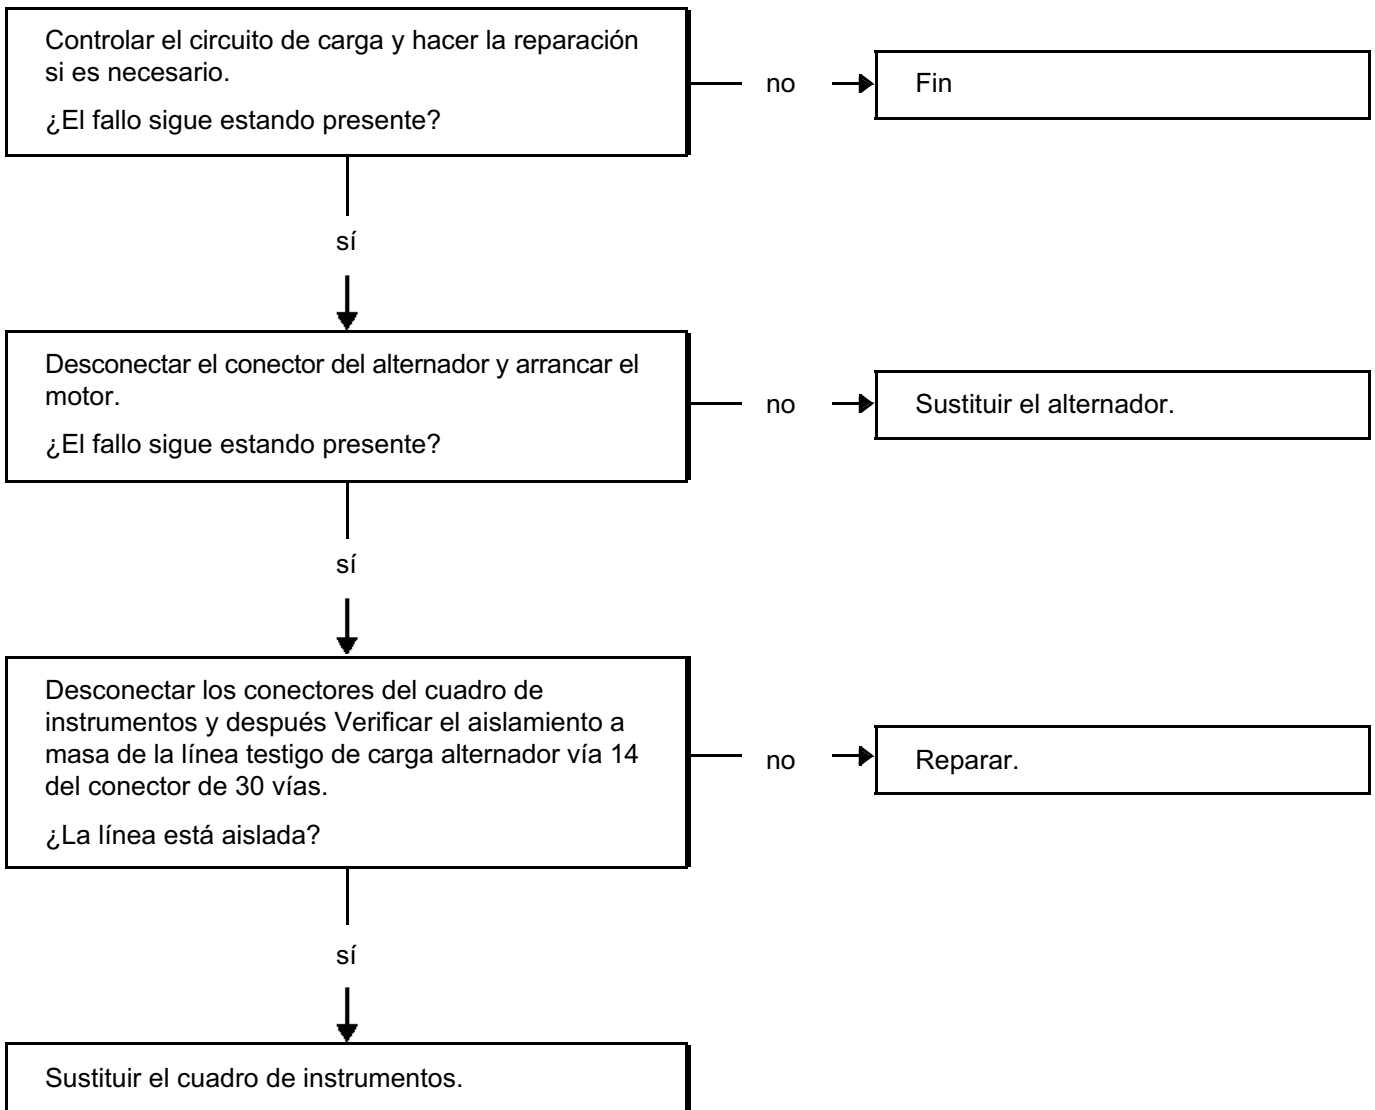 Controlar el circuito de carga y hacer la reparación
si es necesario.
¿El fallo sigue estando presente?
no
Fin
sí
Desconectar el conector del alternador y arrancar el
motor.
¿El fallo sigue estando presente?
no
Sustituir el alternador.
sí
Desconectar los conectores del cuadro de
instrumentos y después Verificar el aislamiento a
masa de la línea testigo de carga alternador vía 14
del conector de 30 vías.
¿La línea está aislada?
no
Reparar.
sí
Sustituir el cuadro de instrumentos.